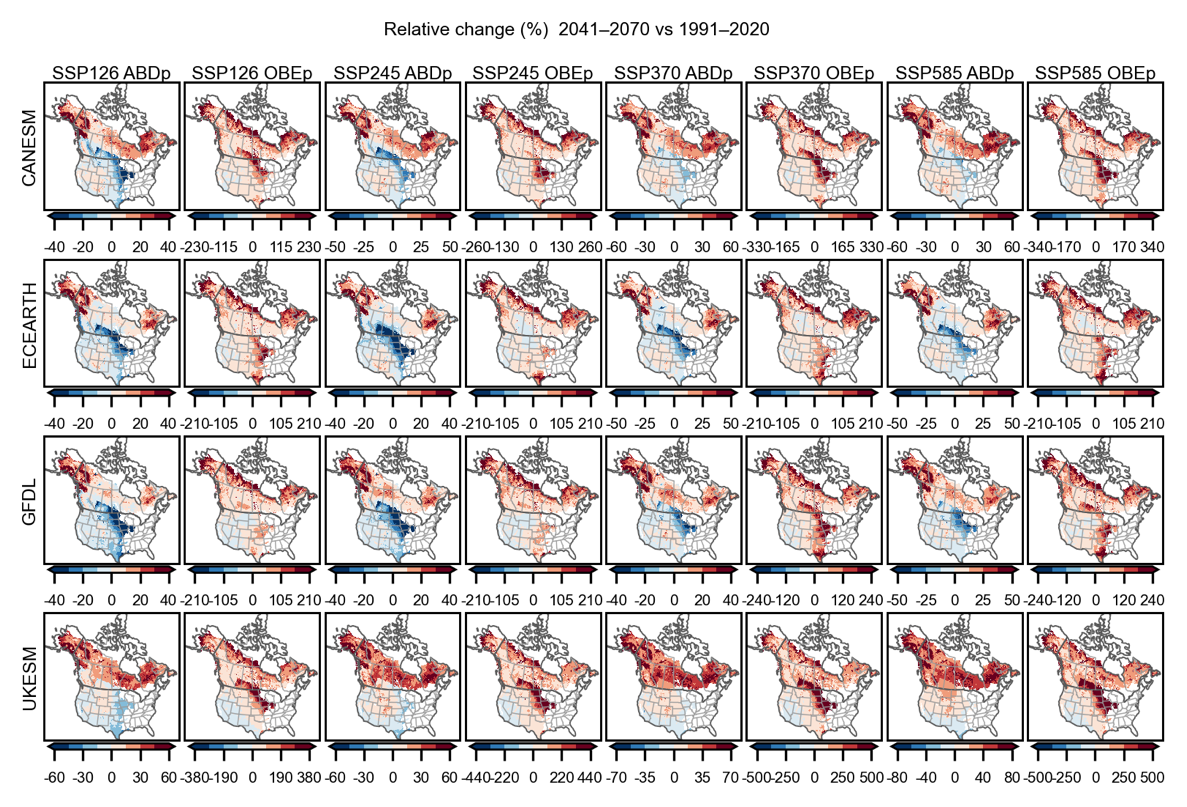 Relative change (%)  2041–2070 vs 1991–2020
SSP126 ABDp SSP126 OBEp SSP245 ABDp SSP245 OBEp SSP370 ABDp SSP370 OBEp SSP585 ABDp SSP585 OBEp
CANESM
-40 -20 0 20 40 -230 -115 0 115 230 -50 -25 0 25 50 -260 -130 0 130 260 -60 -30 0 30 60 -330 -165 0 165 330 -60 -30 0 30 60 -340 -170 0 170 340
ECEARTH
-40 -20 0 20 40 -210 -105 0 105 210 -40 -20 0 20 40 -210 -105 0 105 210 -50 -25 0 25 50 -210 -105 0 105 210 -50 -25 0 25 50 -210 -105 0 105 210
GFDL
-40 -20 0 20 40 -210 -105 0 105 210 -40 -20 0 20 40 -210 -105 0 105 210 -40 -20 0 20 40 -240 -120 0 120 240 -50 -25 0 25 50 -240 -120 0 120 240
UKESM
-60 -30 0 30 60 -380 -190 0 190 380 -60 -30 0 30 60 -440 -220 0 220 440 -70 -35 0 35 70 -500 -250 0 250 500 -80 -40 0 40 80 -500 -250 0 250 500